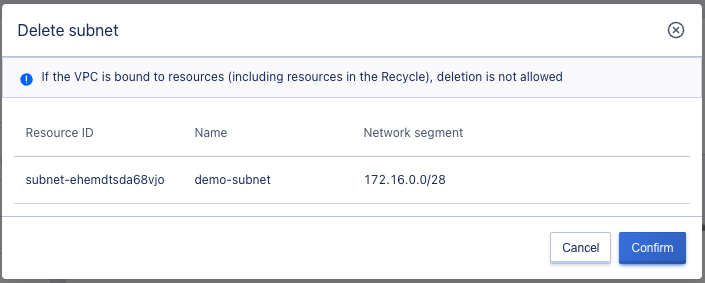 Delete subnet
If the VPC is bound to resources (including resources in the Recycle), deletion is not allowed
Resource ID Name Network segment
subnet-ehemdtsda68vjo demo-subnet 172.16.0.0/28
Cancel Confirm